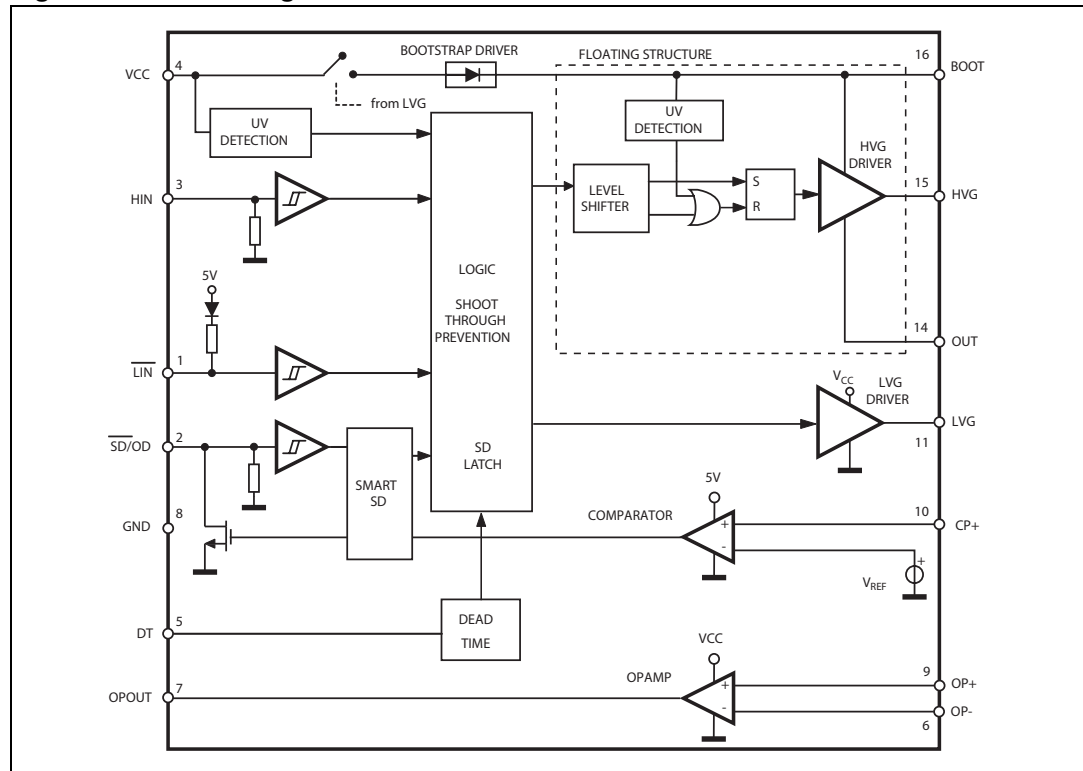 BOOTSTRAP DRIVER
FLOATING STRUCTURE
4
16
VCC
BOOT
from LVG
UV
DETECTION
UV
DETECTION
HVG
DRIVER
3
15
HIN
HVG
LEVEL
SHIFTER
S
R
5V
LOGIC
SHOOT
THROUGH
PREVENTION
14
OUT
1
LIN
VCC
LVG
DRIVER
2
SD/OD
LVG
11
SD
LATCH
SMART
SD
5V
8
GND
COMPARATOR
+
-
10
CP+
+
VREF
5
DT
DEAD
TIME
VCC
OPAMP
7
OPOUT
+
-
9
OP+
OP-
6